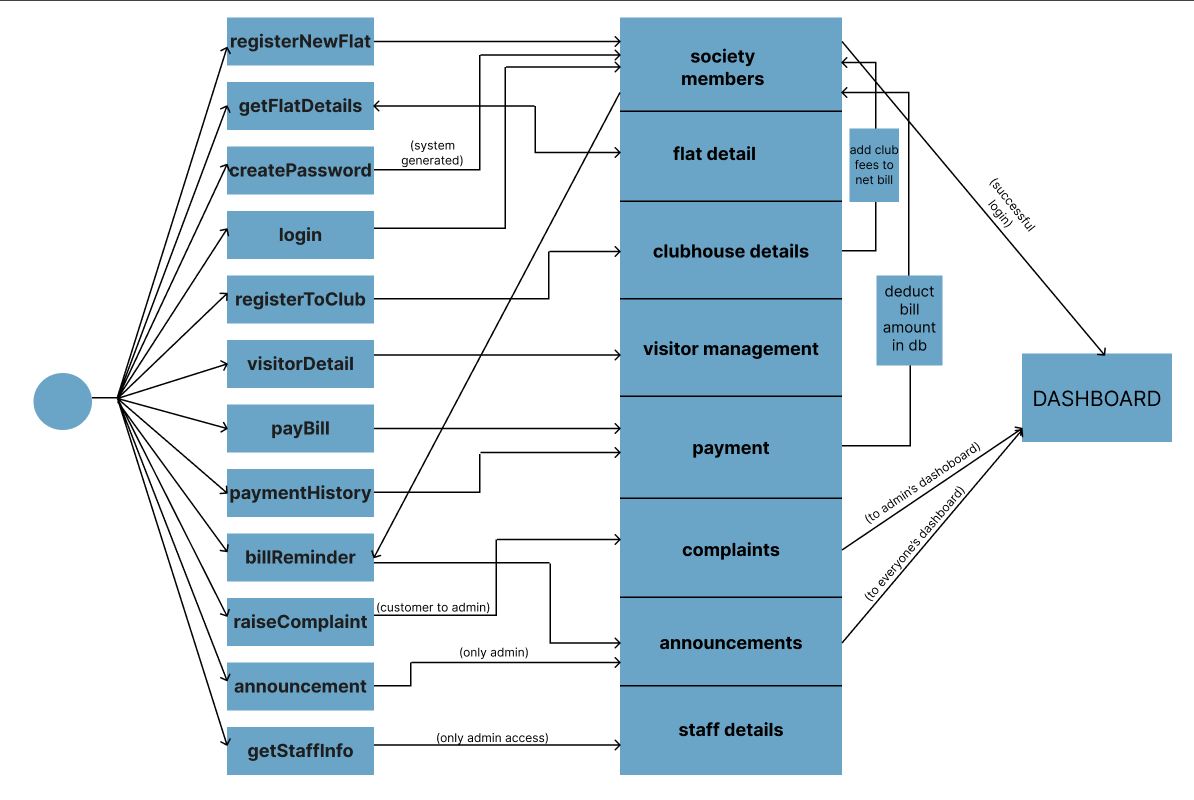 registerNewFlat
getFlatDetails
createPassword
login
registerToClub
visitorDetail
payBill
paymentHistory
billReminder
raiseComplaint
announcement
getStaffInfo
(system
generated)
(customer to admin)
(only admin)
(only admin access)
society
members
flat detail
clubhouse details
visitor management
payment
complaints
announcements
staff details
add club
fees to
net bill
deduct
bill
amount
in db
(successful
login)
(to admin's dashoboard)
(to everyone's dashboard)
DASHBOARD